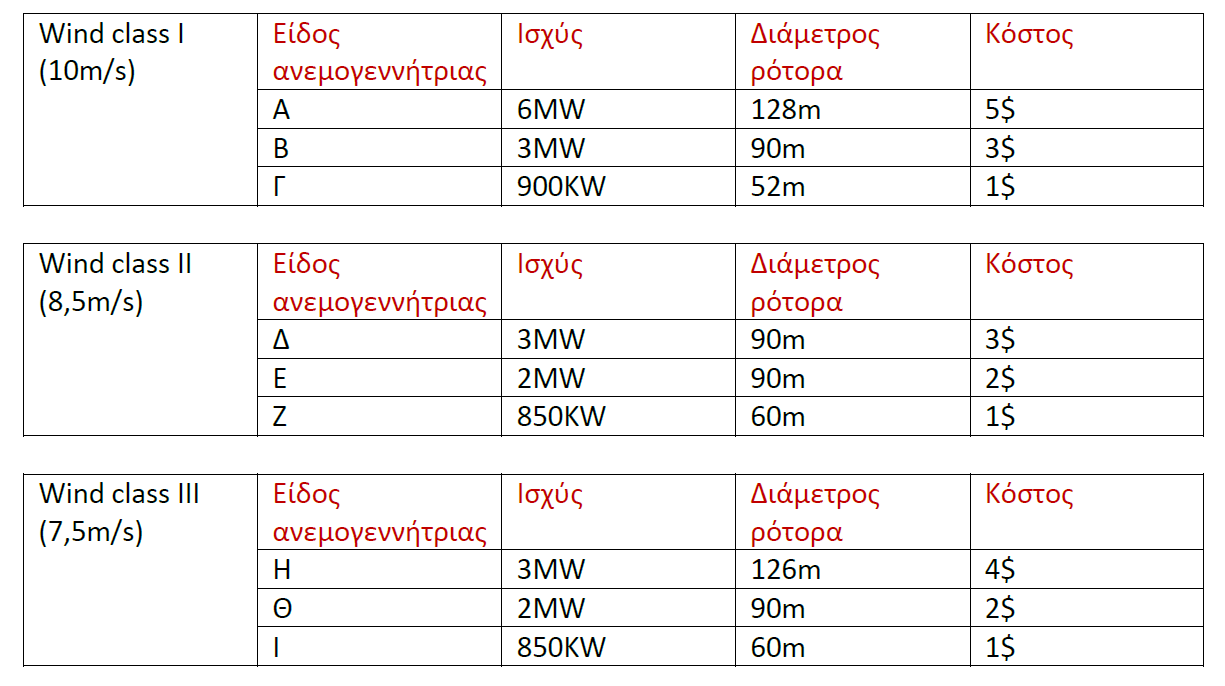 Wind class I Είδος Ισχύς Διάμετρος Κόστος
(10m/s) ανεμογεννήτριας ρότορα
Α 6MW 128m 5$
Β 3MW 90m 3$
Γ 900KW 52m 1$
Wind class II Είδος Ισχύς Διάμετρος Κόστος
(8,5m/s) ανεμογεννήτριας ρότορα
Δ 3MW 90m 3$
Ε 2MW 90m 2$
Ζ 850KW 60m 1$
Wind class III Είδος Ισχύς Διάμετρος Κόστος
(7,5m/s) ανεμογεννήτριας ρότορα
Η 3MW 126m 4$
Θ 2MW 90m 2$
Ι 850KW 60m 1$